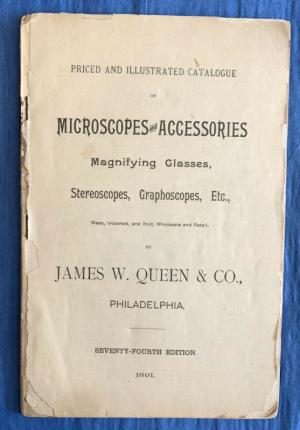 PRICED AND ILLUSTRATED CATALOGUE
OF
MICROSCOPES AND ACCESSORIES
Magnifying Glasses,
Stereoscopes, Graphoscopes, Etc.,
Made, Imported, and Sold, Wholesale and Retail,
BY
JAMES W. QUEEN & CO.,
PHILADELPHIA.
SEVENTY-FOURTH EDITION.
1891.